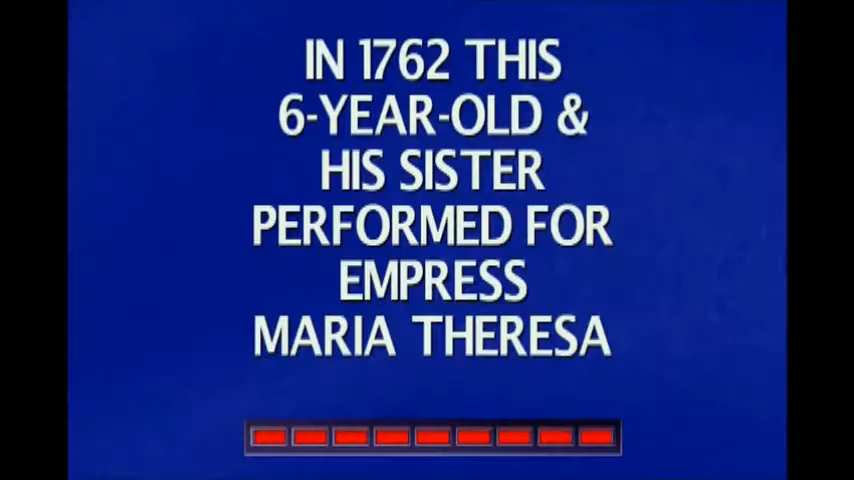 IN 1762 THIS
6-YEAR-OLD &
HIS SISTER
PERFORMED FOR
EMPRESS
MARIA THERESA